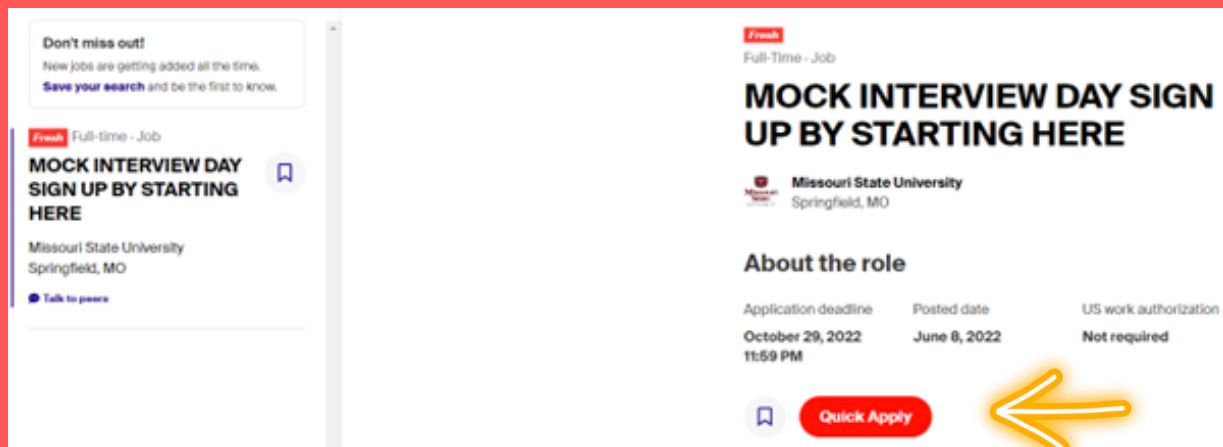 Don't miss out!
New jobs are getting added all the time.
Save your search and be the first to know.
Fresh Full-time - Job
MOCK INTERVIEW DAY
SIGN UP BY STARTING
HERE
Missouri State University
Springfield, MO
Talk to peers
Fresh
Full-Time - Job
MOCK INTERVIEW DAY SIGN
UP BY STARTING HERE
Missouri State University
Springfield, MO
About the role
Application deadline Posted date US work authorization
October 29, 2022 June 8, 2022 Not required
11:59 PM
Quick Apply